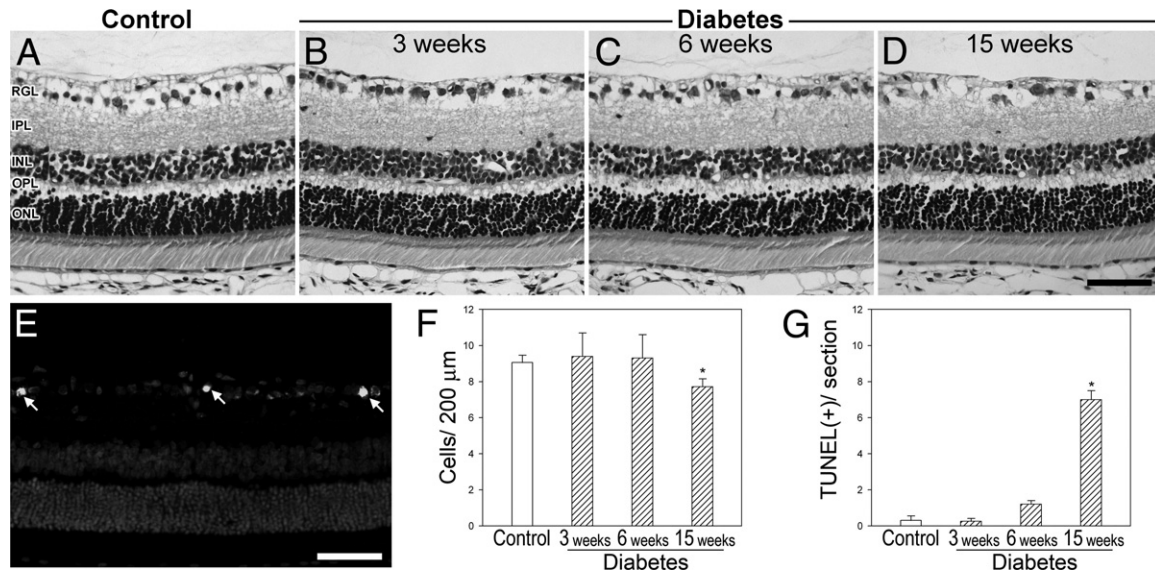 Control
Diabetes
A
B
3 weeks
C
6 weeks
D
15 weeks
RGL
IPL
INL
OPL
ONL
E
F
Cells/ 200 μm
12
10
8
6
4
2
0
Control
3 weeks
6 weeks
15 weeks
Diabetes
*
G
TUNEL(+)/ section
12
10
8
6
4
2
0
Control
3 weeks
6 weeks
15 weeks
Diabetes
*